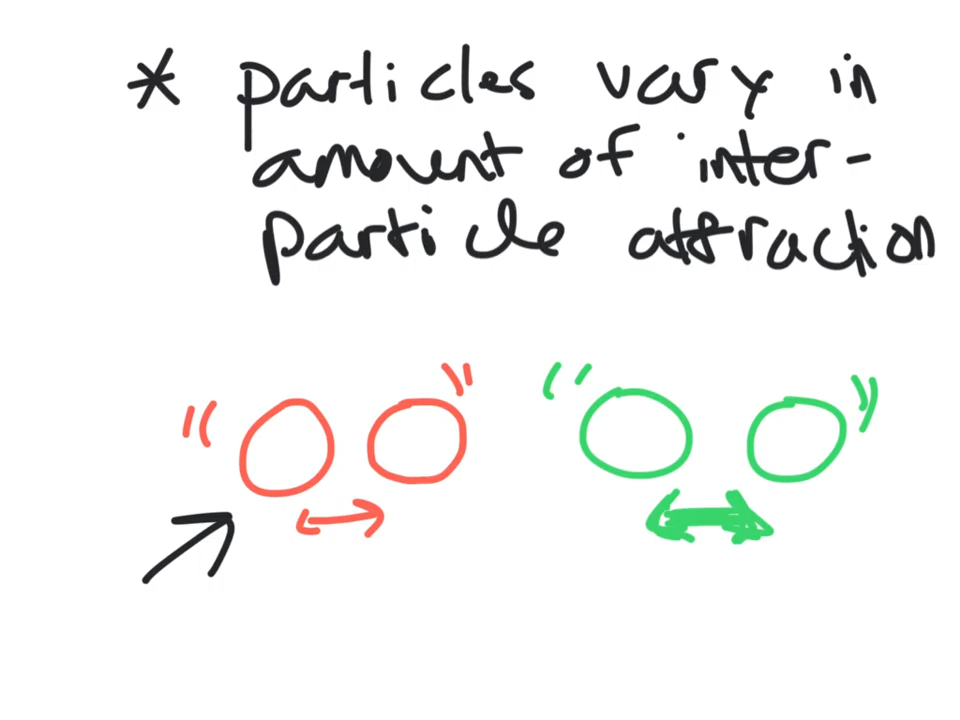 * particles vary in
amount of inter-
particle attraction